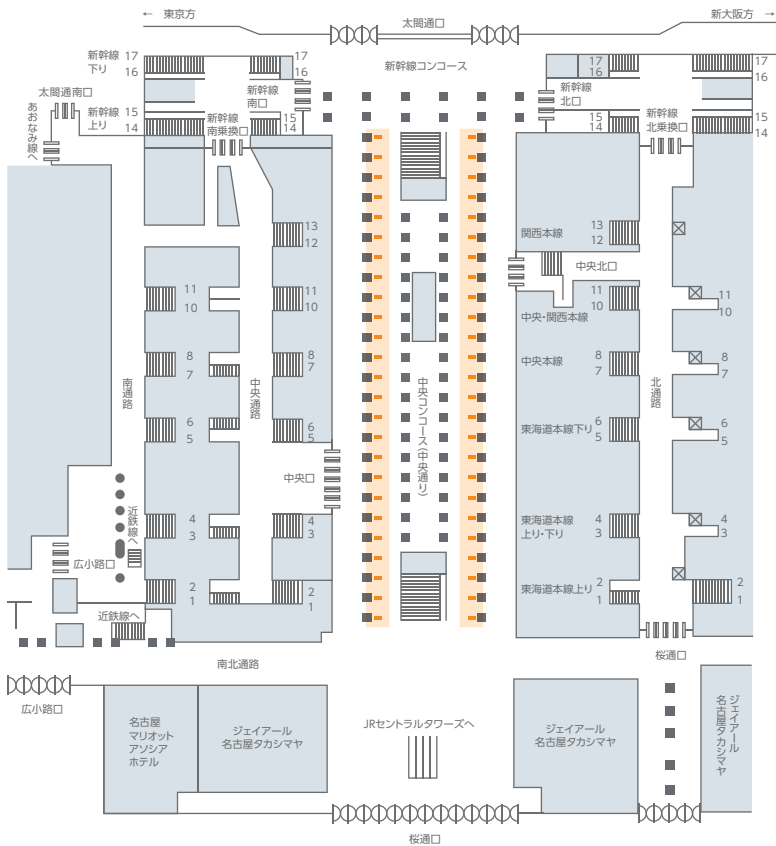 ← 東京方
太閤通口
新大阪方 →
新幹線
下り
17
16
17
16
新幹線コンコース
17
16
17
16
太閤通南口
新幹線
上り
15
14
新幹線
南口
15
14
新幹線
北口
15
14
15
14
あおなみ線へ
新幹線
南乗換口
新幹線
北乗換口
13
12
関西本線
13
12
中央北口
11
10
11
10
11
10
11
10
中央・関西本線
8
7
8
7
中央本線
8
7
8
7
南通路
中央通路
中央コンコース(中央通り)
北通路
6
5
6
5
東海道本線下り
6
5
6
5
中央口
近鉄線へ
4
3
4
3
東海道本線
上り・下り
4
3
4
3
広小路口
2
1
2
1
東海道本線上り
2
1
2
1
近鉄線へ
南北通路
桜通口
広小路口
名古屋
マリオット
アソシア
ホテル
ジェイアール
名古屋タカシマヤ
JRセントラルタワーズへ
ジェイアール
名古屋タカシマヤ
ジェイアール
名古屋タカシマヤ
桜通口